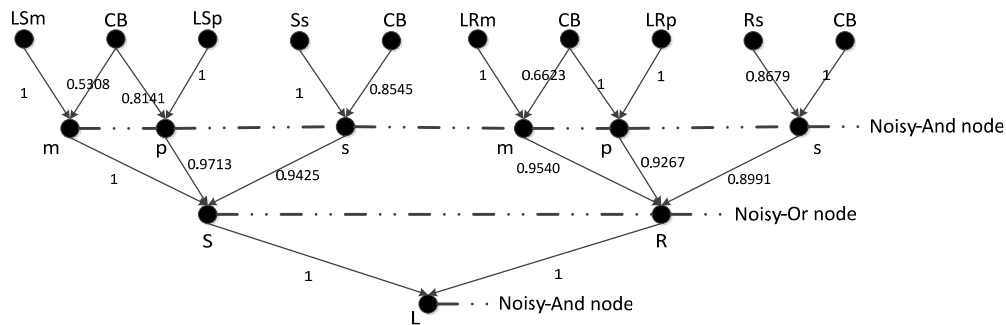 LSm CB LSp Ss CB LRm CB LRp Rs CB
1 0.5308 0.8141 1 1 0.8545 1 0.6623 1 1 0.8679 1
m p s m p s Noisy-And node
1 0.9713 0.9425 0.9540 0.9267 0.8991
S R Noisy-Or node
1 1
L Noisy-And node